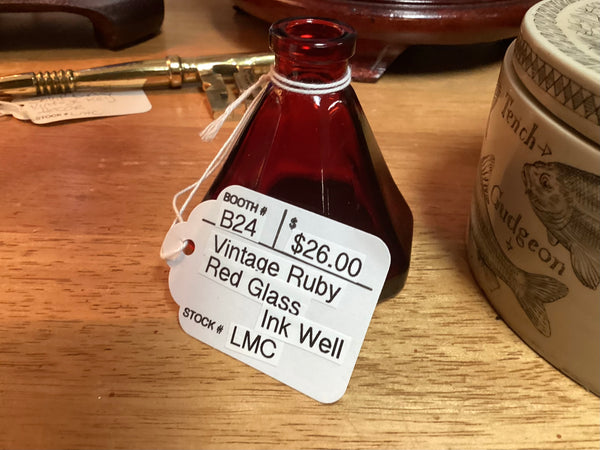 BOOTH #
B24
$ $26.00
Vintage Ruby
Red Glass
Ink Well
STOCK # LMC
Tench
Gudgeon